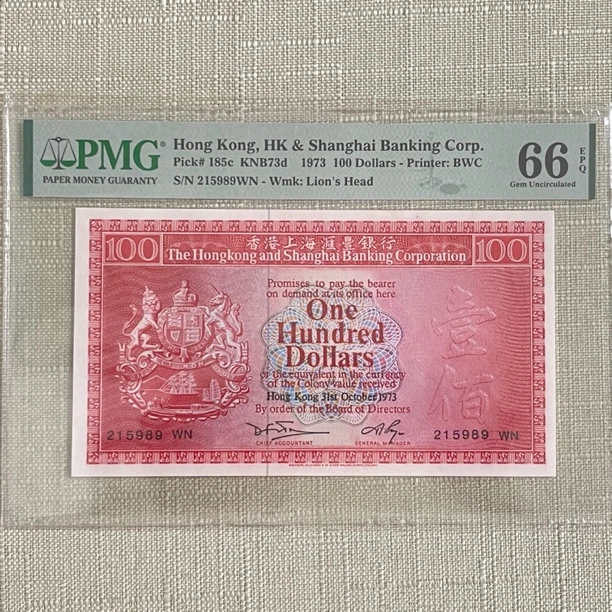 PMG
PAPER MONEY GUARANTY
Hong Kong, HK & Shanghai Banking Corp.
Pick# 185c KNB73d 1973 100 Dollars - Printer: BWC
S/N 215989WN - Wmk: Lion's Head
66 EPQ
Gem Uncirculated
100 香港上海滙豐銀行 100
The Hongkong and Shanghai Banking Corporation
Promises to pay the bearer
on demand at its office here
One
Hundred
Dollars
or the equivalent in the currency
of the Colony value received
Hong Kong 31st October 1973
By order of the Board of Directors
壹佰
215989 WN
CHIEF ACCOUNTANT
GENERAL MANAGER
215989 WN